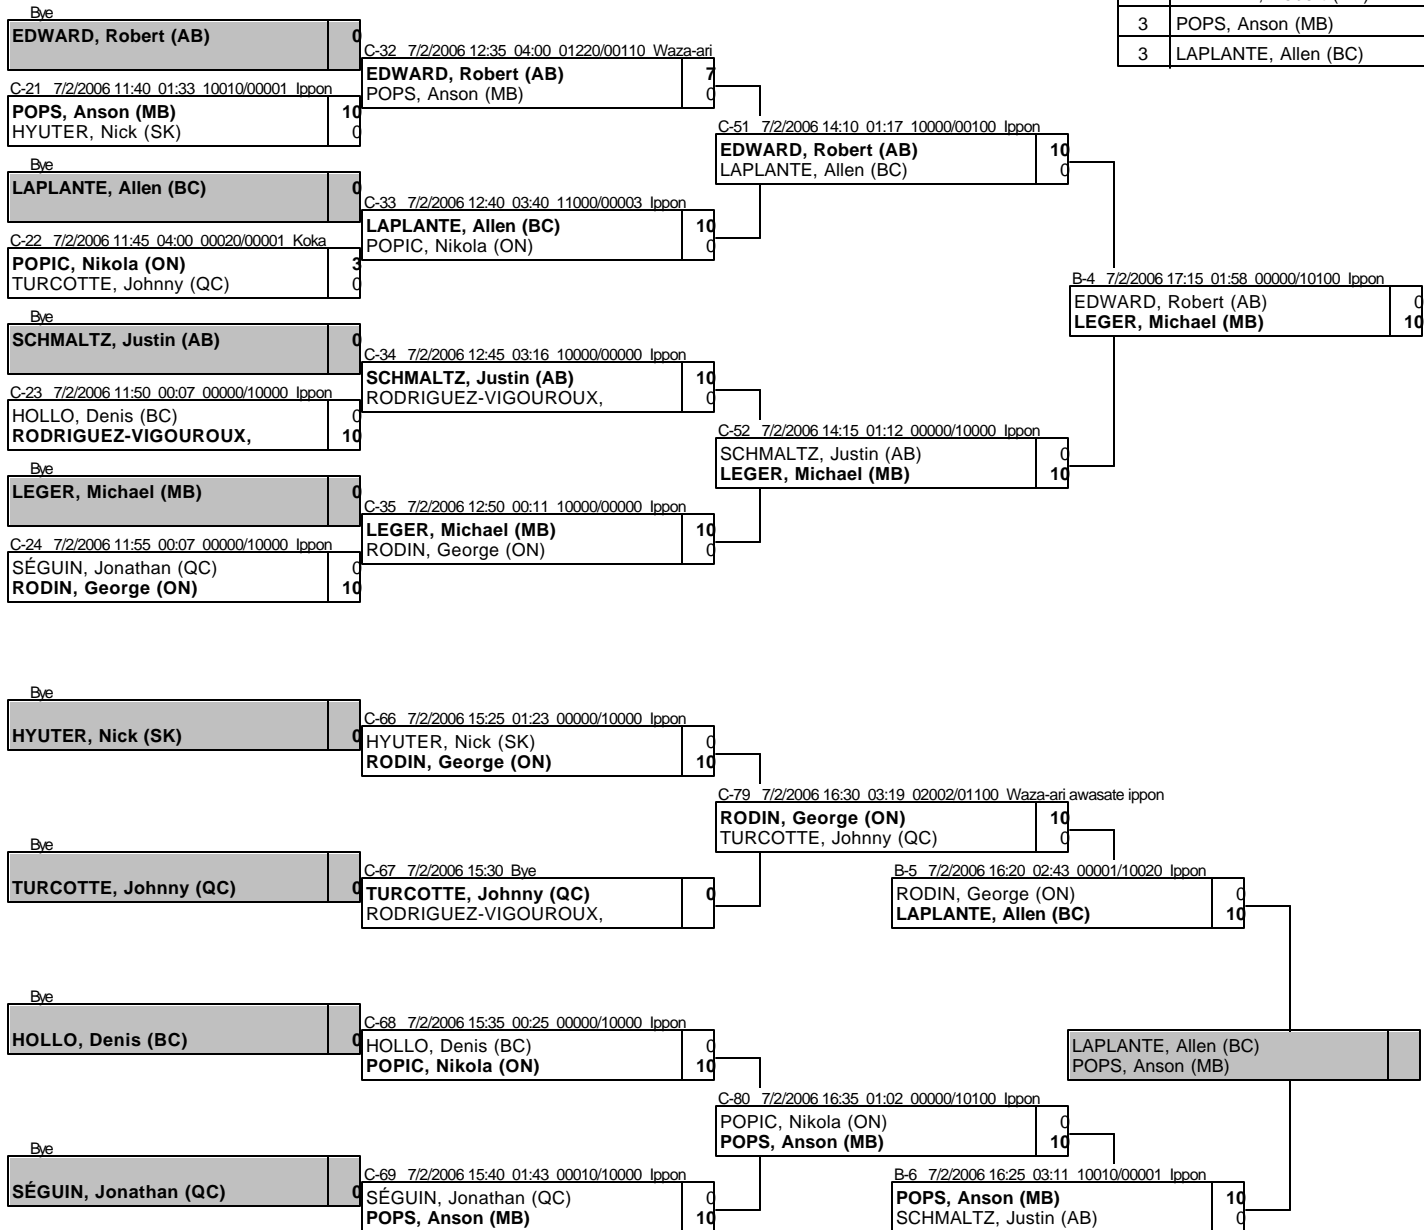 3 POPS, Anson (MB)
3 LAPLANTE, Allen (BC)
Bye
EDWARD, Robert (AB) 0
C-21 7/2/2006 11:40 01:33 10010/00001 Ippon
POPS, Anson (MB) 10
HYUTER, Nick (SK) 0
Bye
LAPLANTE, Allen (BC) 0
C-22 7/2/2006 11:45 04:00 00020/00001 Koka
POPIC, Nikola (ON) 3
TURCOTTE, Johnny (QC) 0
Bye
SCHMALTZ, Justin (AB) 0
C-23 7/2/2006 11:50 00:07 00000/10000 Ippon
HOLLO, Denis (BC) 0
RODRIGUEZ-VIGOUROUX, 10
Bye
LEGER, Michael (MB) 0
C-24 7/2/2006 11:55 00:07 00000/10000 Ippon
SÉGUIN, Jonathan (QC) 0
RODIN, George (ON) 10
C-32 7/2/2006 12:35 04:00 01220/00110 Waza-ari
EDWARD, Robert (AB) 7
POPS, Anson (MB) 0
C-33 7/2/2006 12:40 03:40 11000/00003 Ippon
LAPLANTE, Allen (BC) 10
POPIC, Nikola (ON) 0
C-34 7/2/2006 12:45 03:16 10000/00000 Ippon
SCHMALTZ, Justin (AB) 10
RODRIGUEZ-VIGOUROUX, 0
C-35 7/2/2006 12:50 00:11 10000/00000 Ippon
LEGER, Michael (MB) 10
RODIN, George (ON) 0
C-51 7/2/2006 14:10 01:17 10000/00100 Ippon
EDWARD, Robert (AB) 10
LAPLANTE, Allen (BC) 0
C-52 7/2/2006 14:15 01:12 00000/10000 Ippon
SCHMALTZ, Justin (AB) 0
LEGER, Michael (MB) 10
B-4 7/2/2006 17:15 01:58 00000/10100 Ippon
EDWARD, Robert (AB) 0
LEGER, Michael (MB) 10
Bye
HYUTER, Nick (SK) 0
Bye
TURCOTTE, Johnny (QC) 0
Bye
HOLLO, Denis (BC) 0
Bye
SÉGUIN, Jonathan (QC) 0
C-66 7/2/2006 15:25 01:23 00000/10000 Ippon
HYUTER, Nick (SK) 0
RODIN, George (ON) 10
C-67 7/2/2006 15:30 Bye
TURCOTTE, Johnny (QC) 0
RODRIGUEZ-VIGOUROUX,
C-68 7/2/2006 15:35 00:25 00000/10000 Ippon
HOLLO, Denis (BC) 0
POPIC, Nikola (ON) 10
C-69 7/2/2006 15:40 01:43 00010/10000 Ippon
SÉGUIN, Jonathan (QC) 0
POPS, Anson (MB) 10
C-79 7/2/2006 16:30 03:19 02002/01100 Waza-ari awasate ippon
RODIN, George (ON) 10
TURCOTTE, Johnny (QC) 0
C-80 7/2/2006 16:35 01:02 00000/10100 Ippon
POPIC, Nikola (ON) 0
POPS, Anson (MB) 10
B-5 7/2/2006 16:20 02:43 00001/10020 Ippon
RODIN, George (ON) 0
LAPLANTE, Allen (BC) 10
B-6 7/2/2006 16:25 03:11 10010/00001 Ippon
POPS, Anson (MB) 10
SCHMALTZ, Justin (AB) 0
LAPLANTE, Allen (BC)
POPS, Anson (MB)